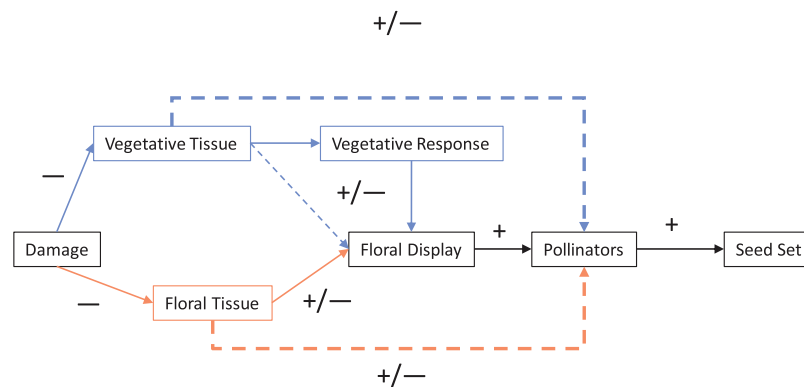 +/—
Vegetative Tissue
Vegetative Response
—
+/—
Damage
Floral Display
+
Pollinators
+
Seed Set
—
Floral Tissue
+/—
+/—